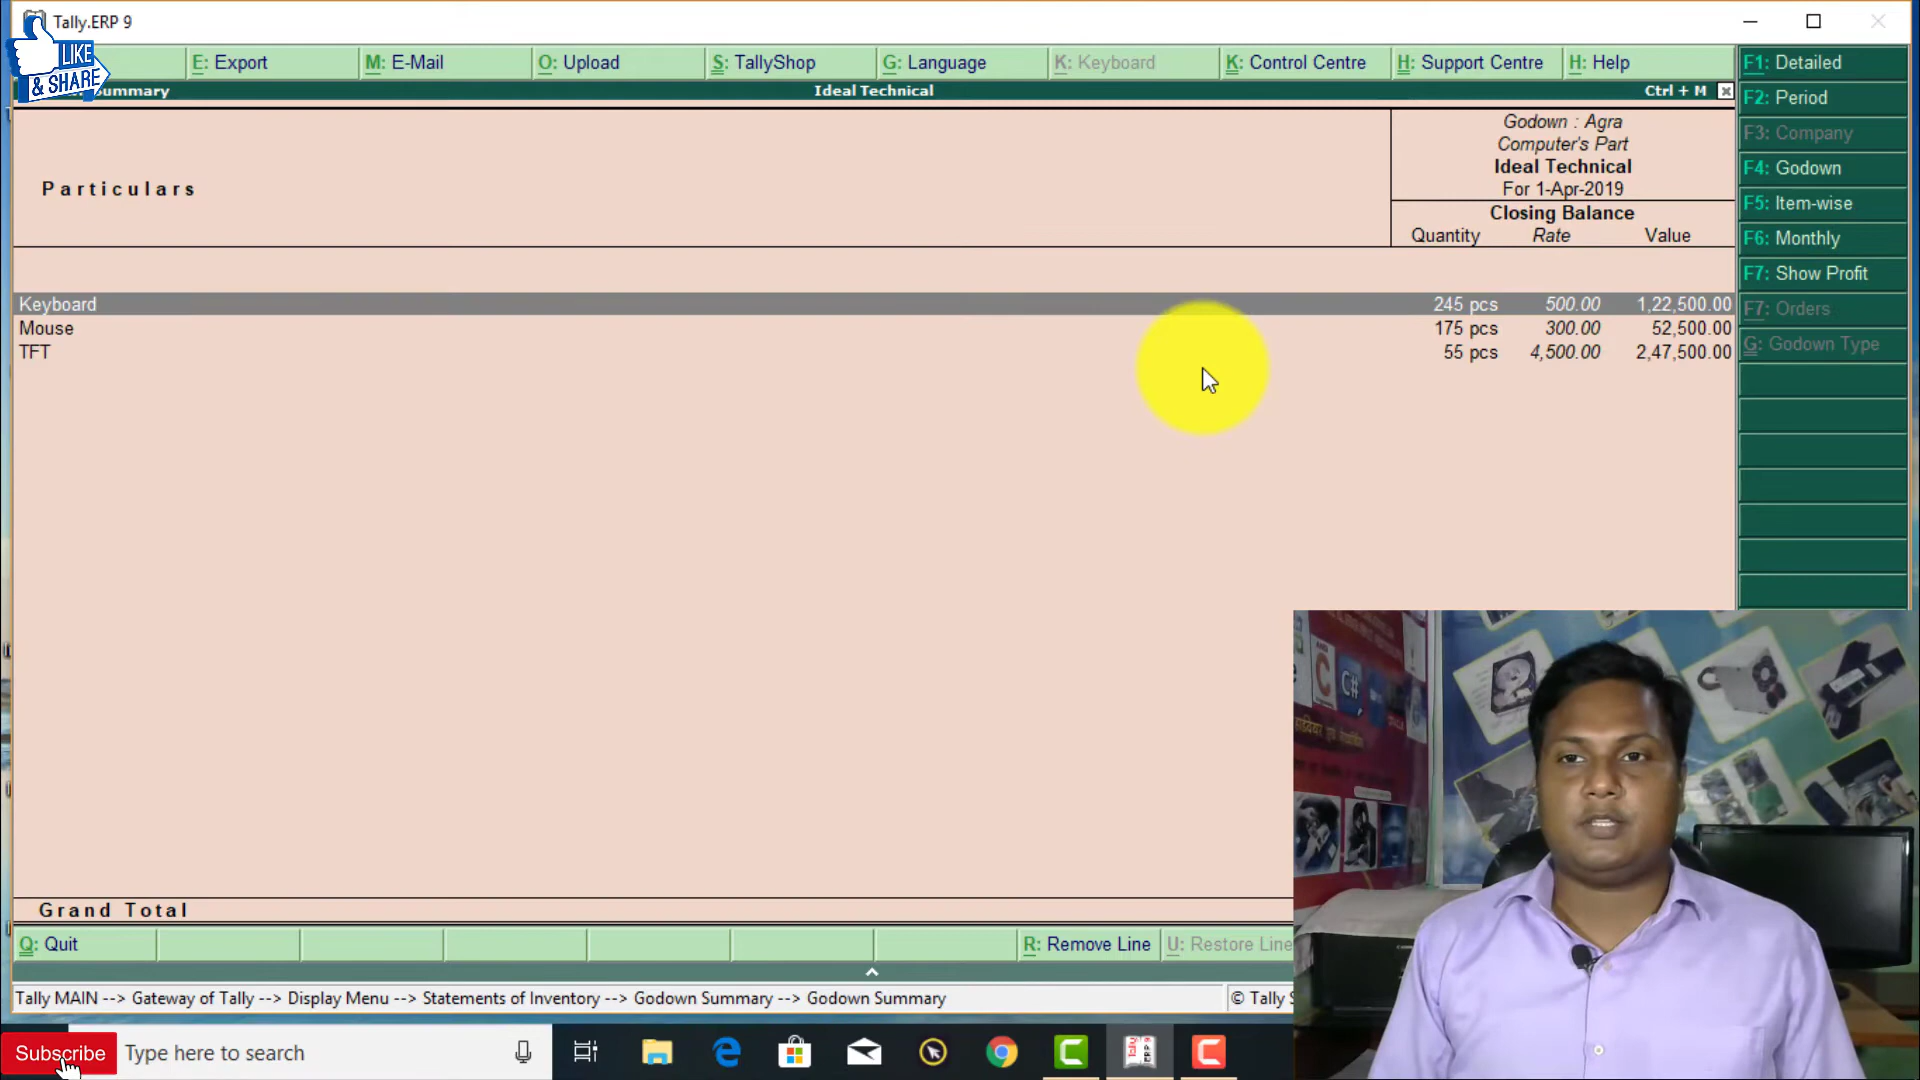 Tally.ERP 9
LIKE
& SHARE
E: Export
M: E-Mail
O: Upload
S: TallyShop
G: Language
K: Keyboard
K: Control Centre
H: Support Centre
H: Help
Summary
Ideal Technical
Ctrl + M
Particulars
Godown : Agra
Computer's Part
Ideal Technical
For 1-Apr-2019
Closing Balance
Quantity Rate Value
Keyboard 245 pcs 500.00 1,22,500.00
Mouse 175 pcs 300.00 52,500.00
TFT 55 pcs 4,500.00 2,47,500.00
Grand Total
F1: Detailed
F2: Period
F3: Company
F4: Godown
F5: Item-wise
F6: Monthly
F7: Show Profit
F7: Orders
G: Godown Type
C
C#
Q: Quit
R: Remove Line
U: Restore Line
Tally MAIN --> Gateway of Tally --> Display Menu --> Statements of Inventory --> Godown Summary --> Godown Summary
© Tally S
Subscribe
Type here to search